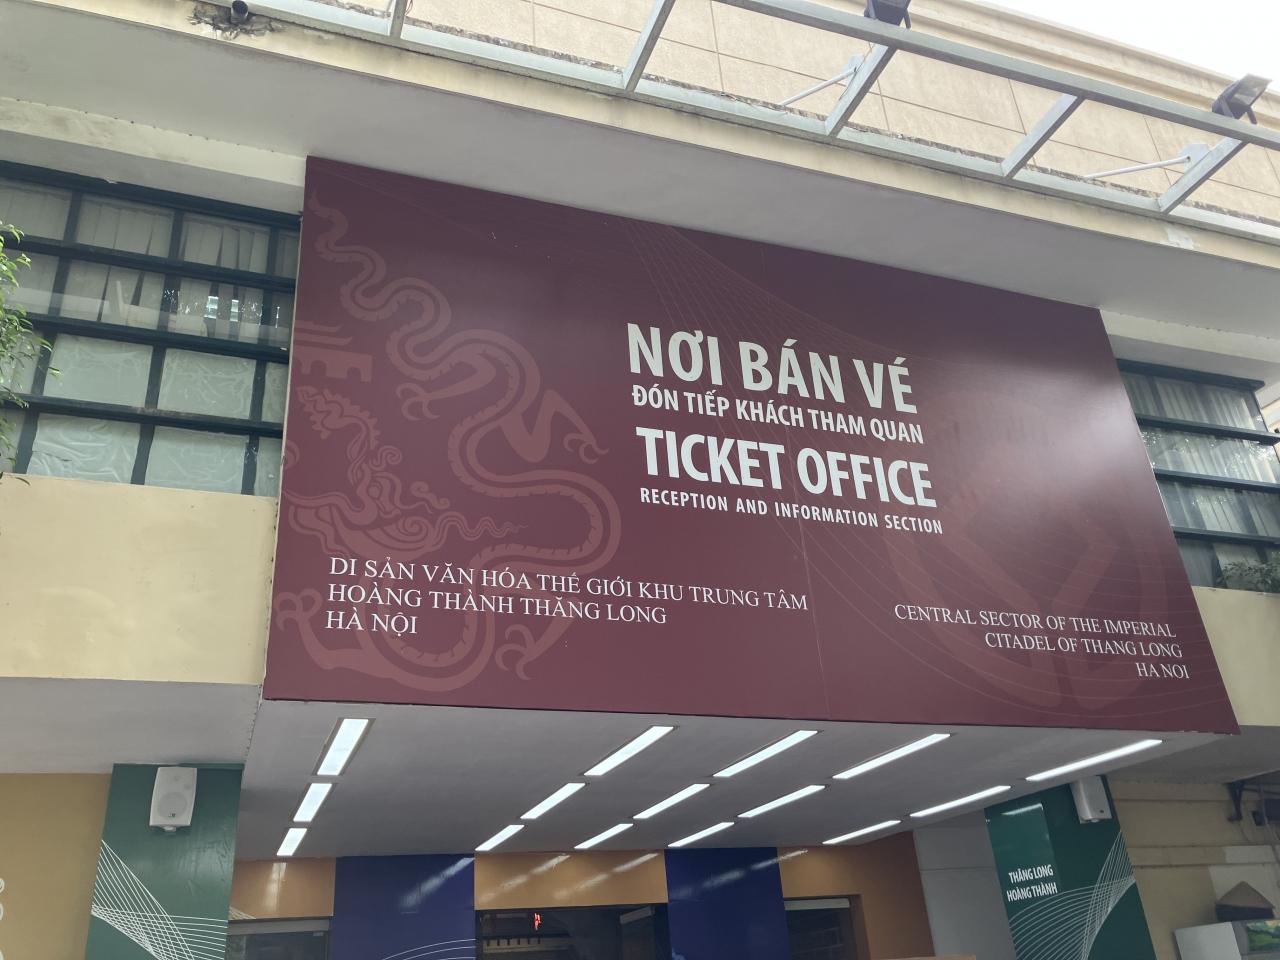 NƠI BÁN VÉ
ĐÓN TIẾP KHÁCH THAM QUAN
TICKET OFFICE
RECEPTION AND INFORMATION SECTION
DI SẢN VĂN HÓA THẾ GIỚI KHU TRUNG TÂM
HOÀNG THÀNH THĂNG LONG
HÀ NỘI
CENTRAL SECTOR OF THE IMPERIAL
CITADEL OF THANG LONG
HA NOI
THĂNG LONG
HOÀNG THÀNH